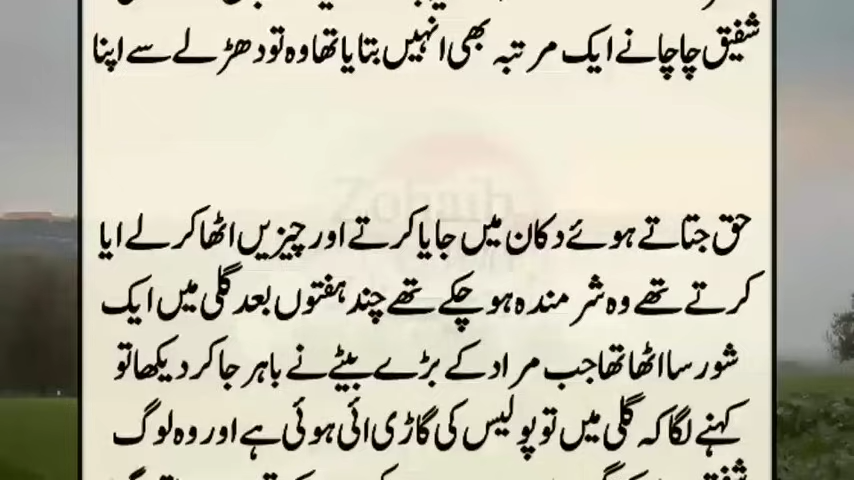 شفیق چاچا نے ایک مرتبہ بھی انہیں بتایا تھا وہ تو دھڑلے سے اپنا
Zohaib
حق جتاتے ہوئے دکان میں جایا کرتے اور چیزیں اٹھا کر لے ایا
کرتے تھے وہ شرمندہ ہو چکے تھے چند ہفتوں بعد گلی میں ایک
شور سا اٹھا تھا جب مراد کے بڑے بیٹے نے باہر جا کر دیکھا تو
کہنے لگا کہ گلی میں تو پولیس کی گاڑی ائی ہوئی ہے اور وہ لوگ